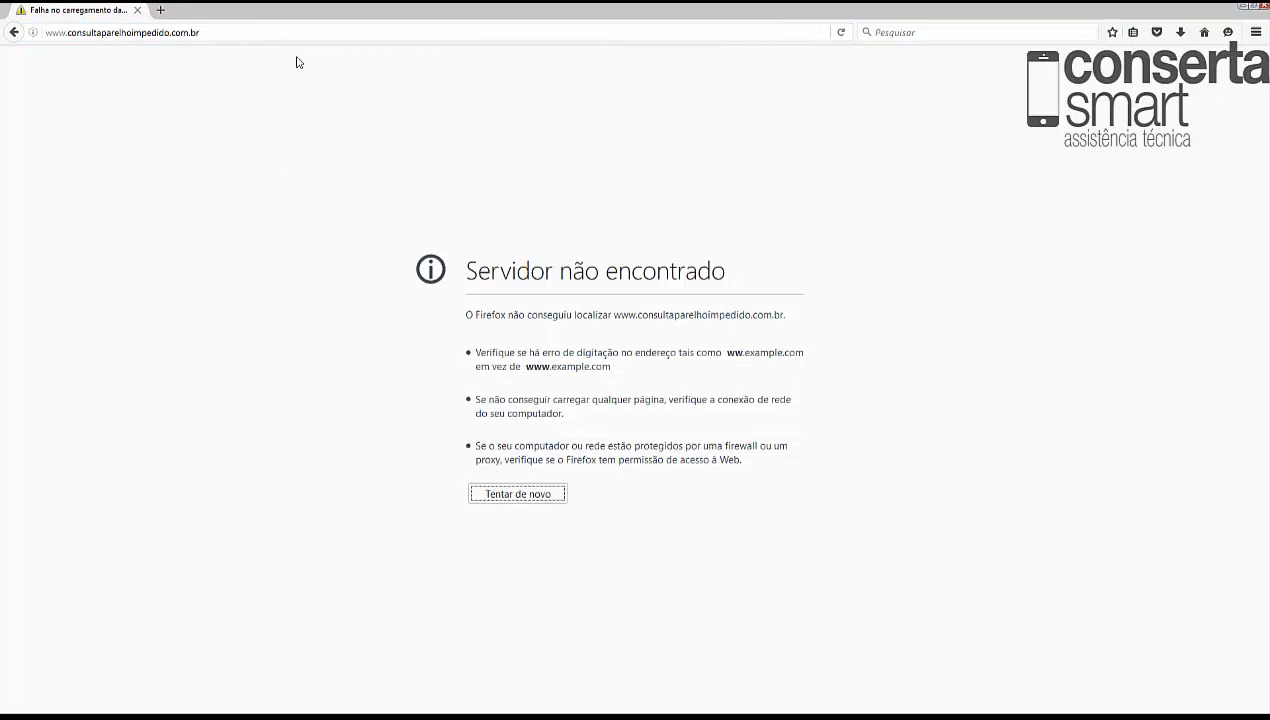 Falha no carregamento da...
www.consultaparelhoimpedido.com.br
Pesquisar
conserta
smart
assistência técnica
Servidor não encontrado
O Firefox não conseguiu localizar www.consultaparelhoimpedido.com.br.
Verifique se há erro de digitação no endereço tais como ww.example.com
em vez de www.example.com
Se não conseguir carregar qualquer página, verifique a conexão de rede
do seu computador.
Se o seu computador ou rede estão protegidos por uma firewall ou um
proxy, verifique se o Firefox tem permissão de acesso à Web.
Tentar de novo